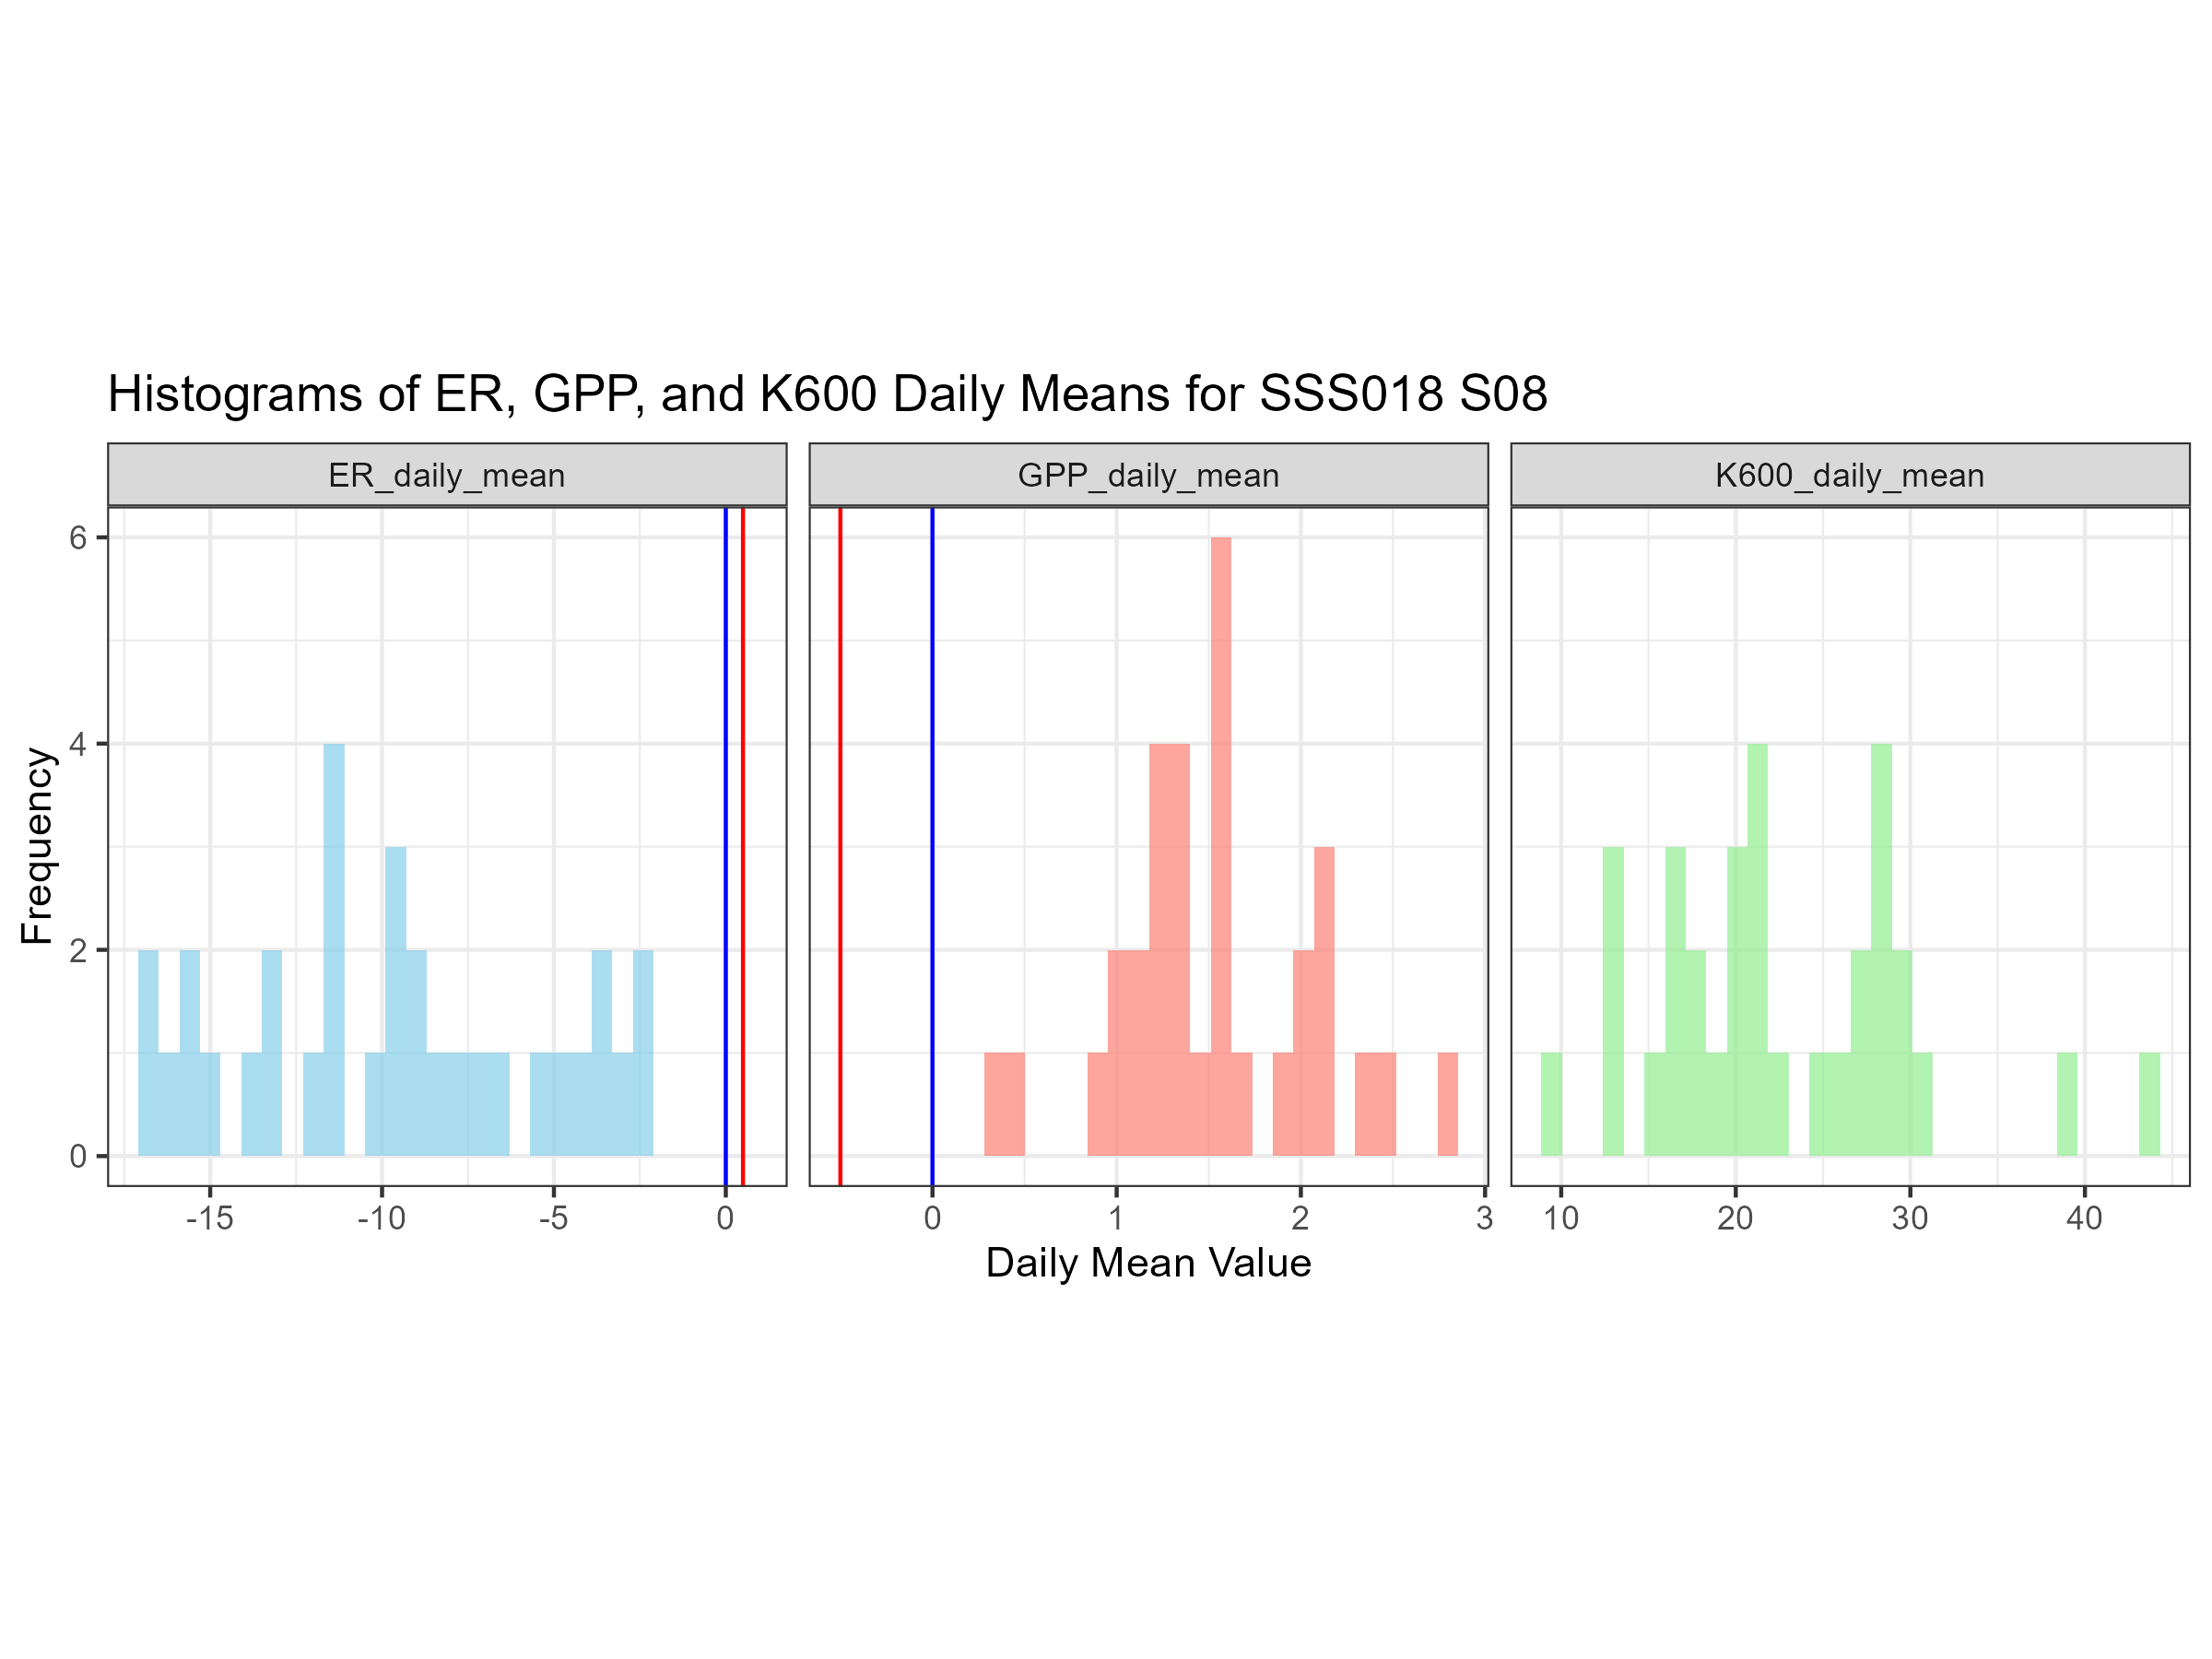 Histograms of ER, GPP, and K600 Daily Means for SSS018 S08
ER_daily_mean
GPP_daily_mean
K600_daily_mean
Frequency
6
4
2
0
-15
-10
-5
0
0
1
2
3
10
20
30
40
Daily Mean Value